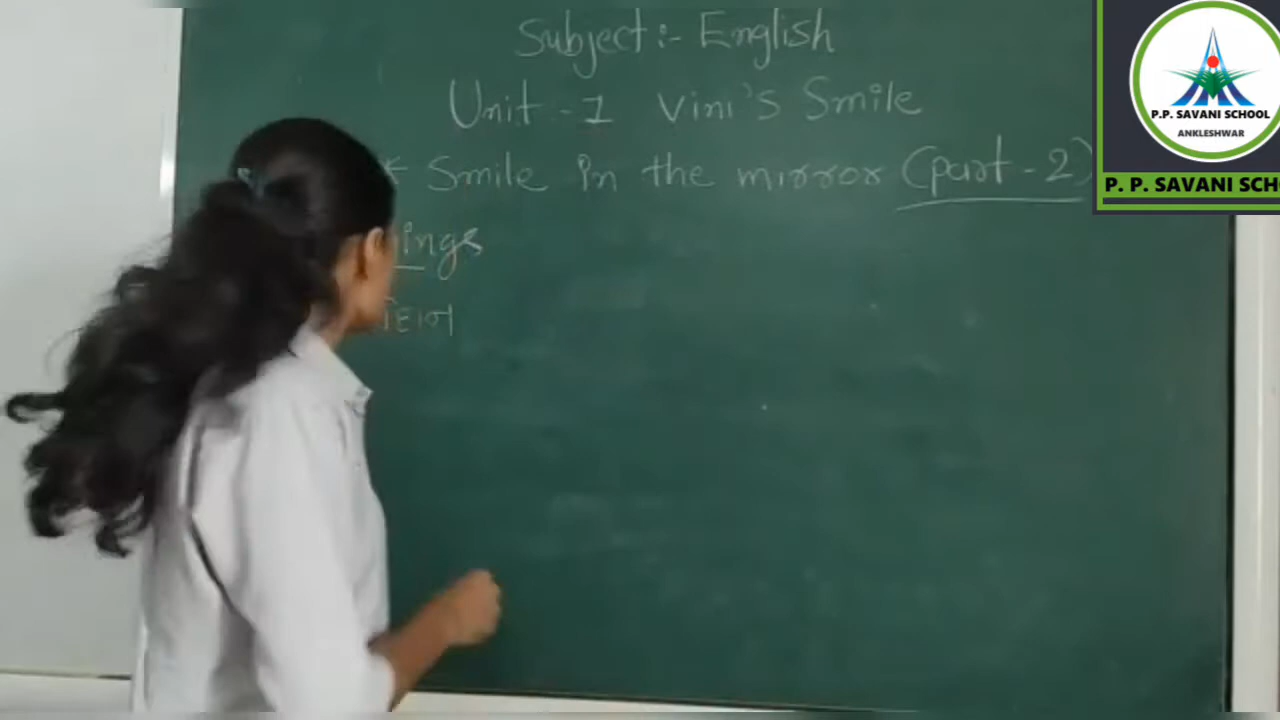 Subject :- English
Unit - 1 Vini's Smile
* Smile in the mirror (part - 2)
P.P. SAVANI SCHOOL
ANKLESHWAR
P. P. SAVANI SCH